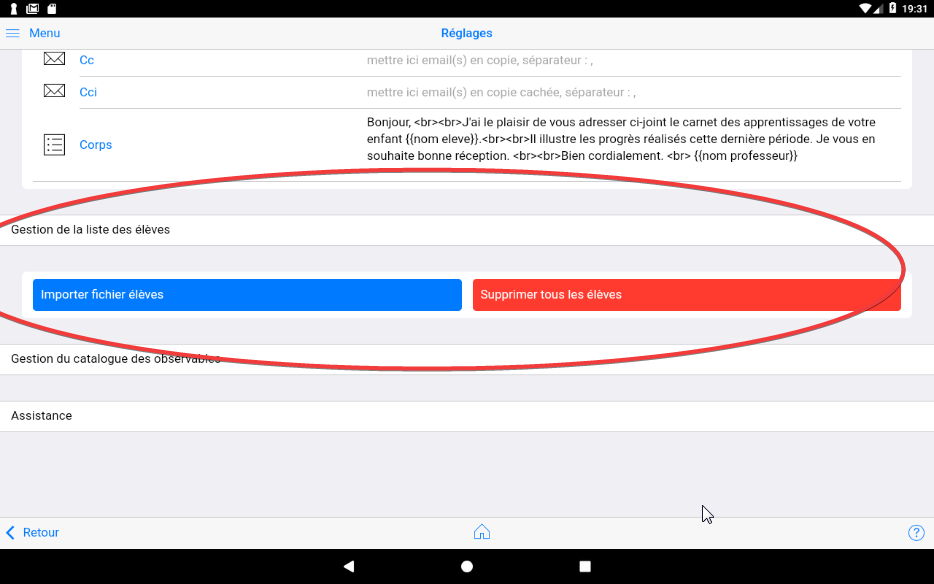 19:31
Menu
Réglages
Cc
mettre ici email(s) en copie, séparateur : ,
Cci
mettre ici email(s) en copie cachée, séparateur : ,
Corps
Bonjour, <br><br>J'ai le plaisir de vous adresser ci-joint le carnet des apprentissages de votre
enfant {{nom eleve}}.<br><br>Il illustre les progrès réalisés cette dernière période. Je vous en
souhaite bonne réception. <br><br>Bien cordialement. <br> {{nom professeur}}
Gestion de la liste des élèves
Importer fichier élèves
Supprimer tous les élèves
Gestion du catalogue des observables
Assistance
Retour
?